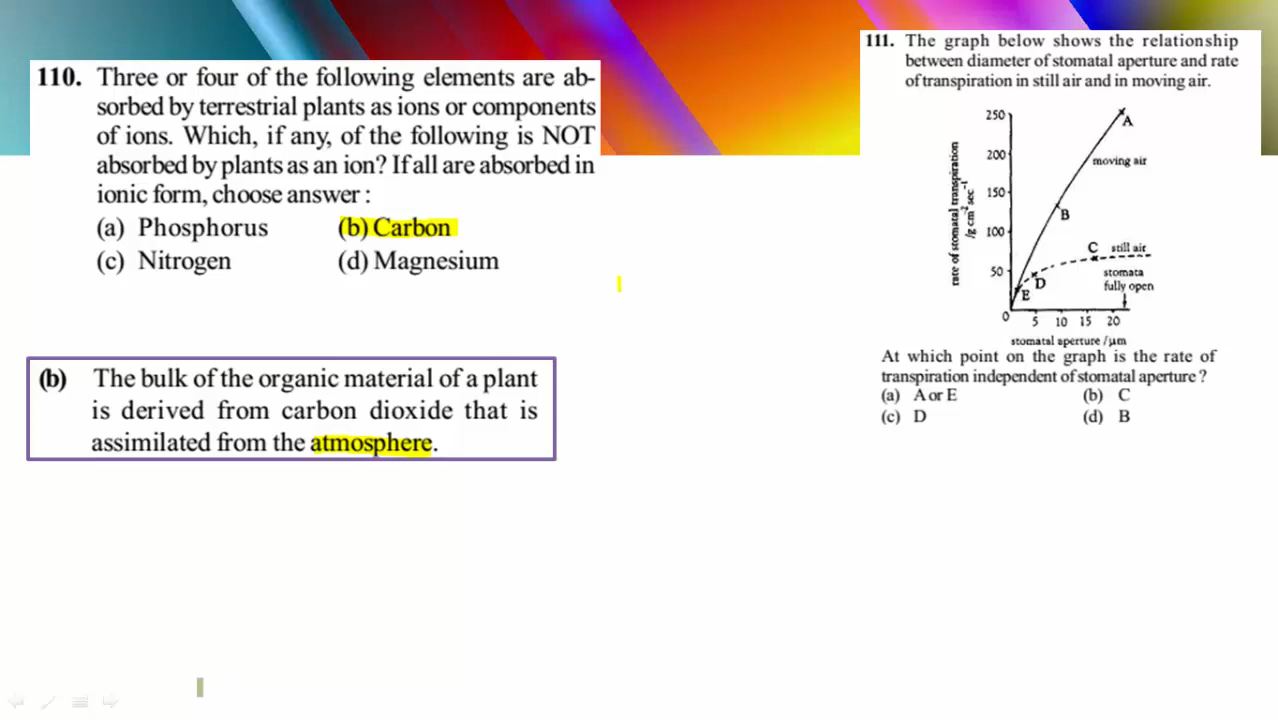 110. Three or four of the following elements are ab-
sorbed by terrestrial plants as ions or components
of ions. Which, if any, of the following is NOT
absorbed by plants as an ion? If all are absorbed in
ionic form, choose answer :
(a) Phosphorus (b) Carbon
(c) Nitrogen (d) Magnesium
(b) The bulk of the organic material of a plant
is derived from carbon dioxide that is
assimilated from the atmosphere.
111. The graph below shows the relationship
between diameter of stomatal aperture and rate
of transpiration in still air and in moving air.
rate of stomatal transpiration
/g cm⁻² sec⁻¹
250
200
150
100
50
0
5 10 15 20
A
moving air
B
C still air
D
E
stomata
fully open
stomatal aperture /μm
At which point on the graph is the rate of
transpiration independent of stomatal aperture ?
(a) A or E (b) C
(c) D (d) B